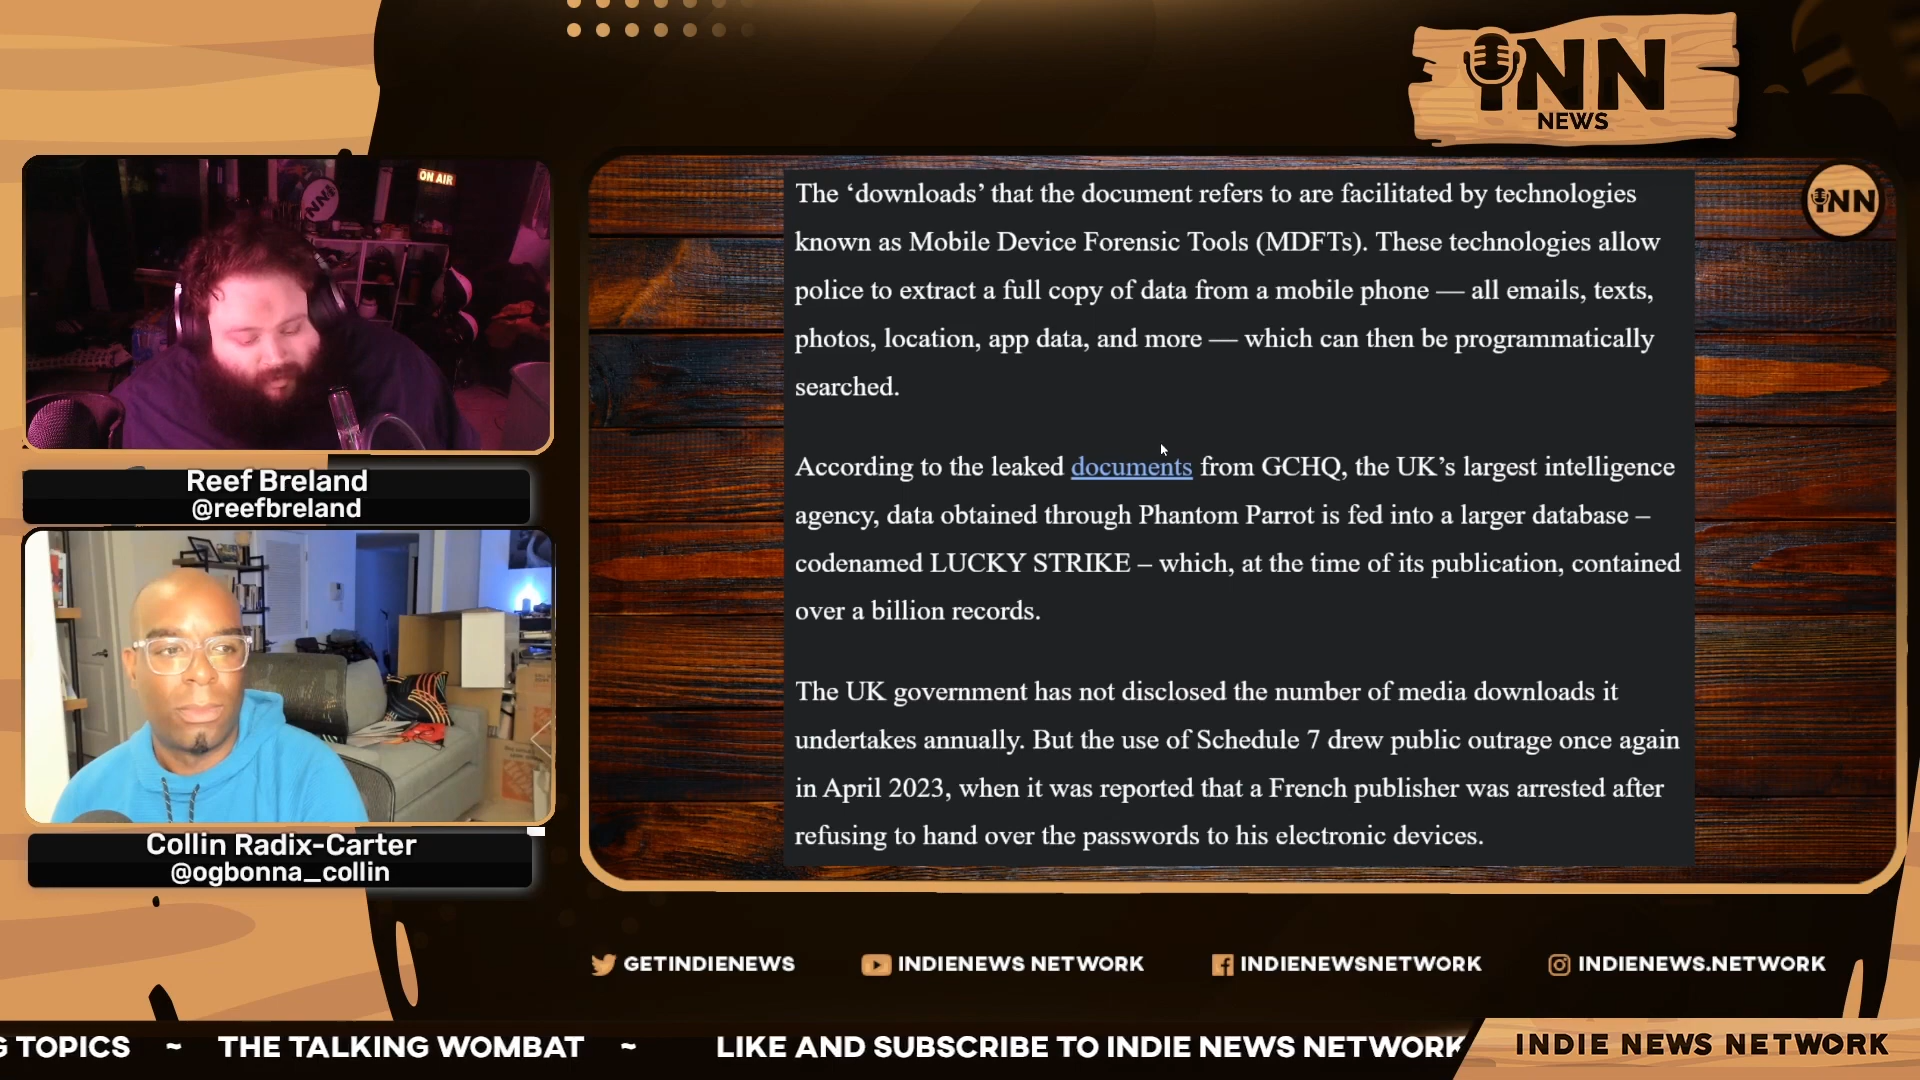 iNN
NEWS
ON AIR
iNN
iNN
The ‘downloads’ that the document refers to are facilitated by technologies
known as Mobile Device Forensic Tools (MDFTs). These technologies allow
police to extract a full copy of data from a mobile phone — all emails, texts,
photos, location, app data, and more — which can then be programmatically
searched.
According to the leaked documents from GCHQ, the UK’s largest intelligence
agency, data obtained through Phantom Parrot is fed into a larger database –
codenamed LUCKY STRIKE – which, at the time of its publication, contained
over a billion records.
The UK government has not disclosed the number of media downloads it
undertakes annually. But the use of Schedule 7 drew public outrage once again
in April 2023, when it was reported that a French publisher was arrested after
refusing to hand over the passwords to his electronic devices.
Reef Breland
@reefbreland
Collin Radix-Carter
@ogbonna_collin
GETINDIENEWS
INDIENEWS NETWORK
INDIENEWSNETWORK
INDIENEWS.NETWORK
G TOPICS ~ THE TALKING WOMBAT ~ LIKE AND SUBSCRIBE TO INDIE NEWS NETWORK
INDIE NEWS NETWORK